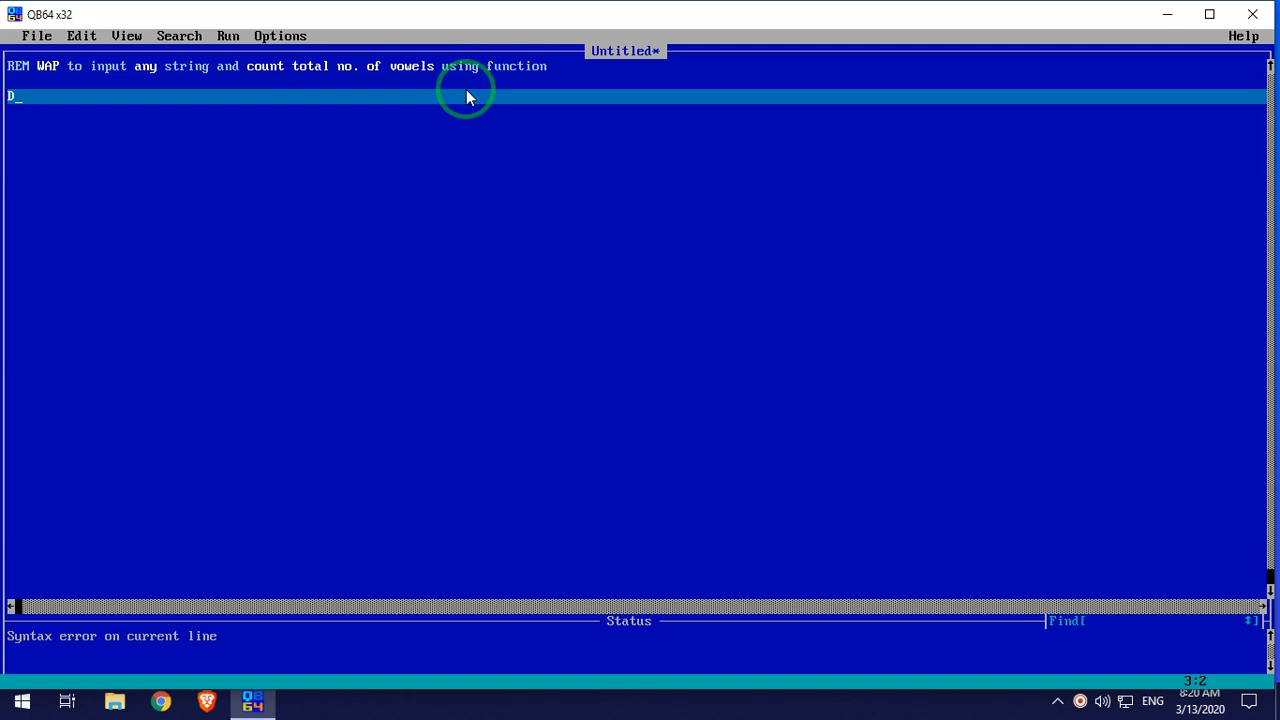 QB64 x32
File Edit View Search Run Options Help
Untitled*
REM WAP to input any string and count total no. of vowels using function
D_
Status
Find[ ]
Syntax error on current line
3:2
ENG
8:20 AM
3/13/2020